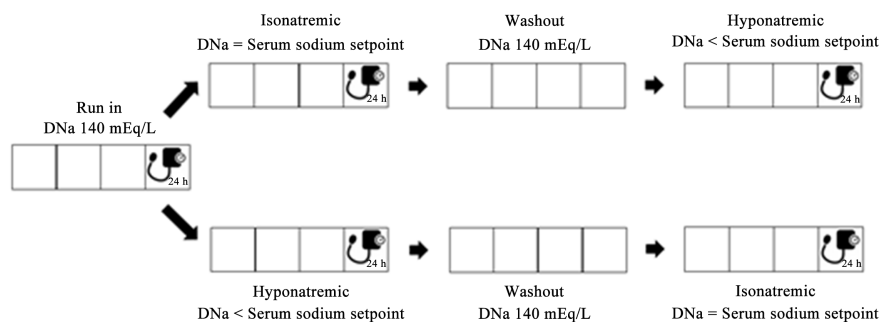 Isonatremic
DNa = Serum sodium setpoint
Washout
DNa 140 mEq/L
Hyponatremic
DNa < Serum sodium setpoint
24 h
24 h
Run in
DNa 140 mEq/L
24 h
24 h
24 h
Hyponatremic
DNa < Serum sodium setpoint
Washout
DNa 140 mEq/L
Isonatremic
DNa = Serum sodium setpoint